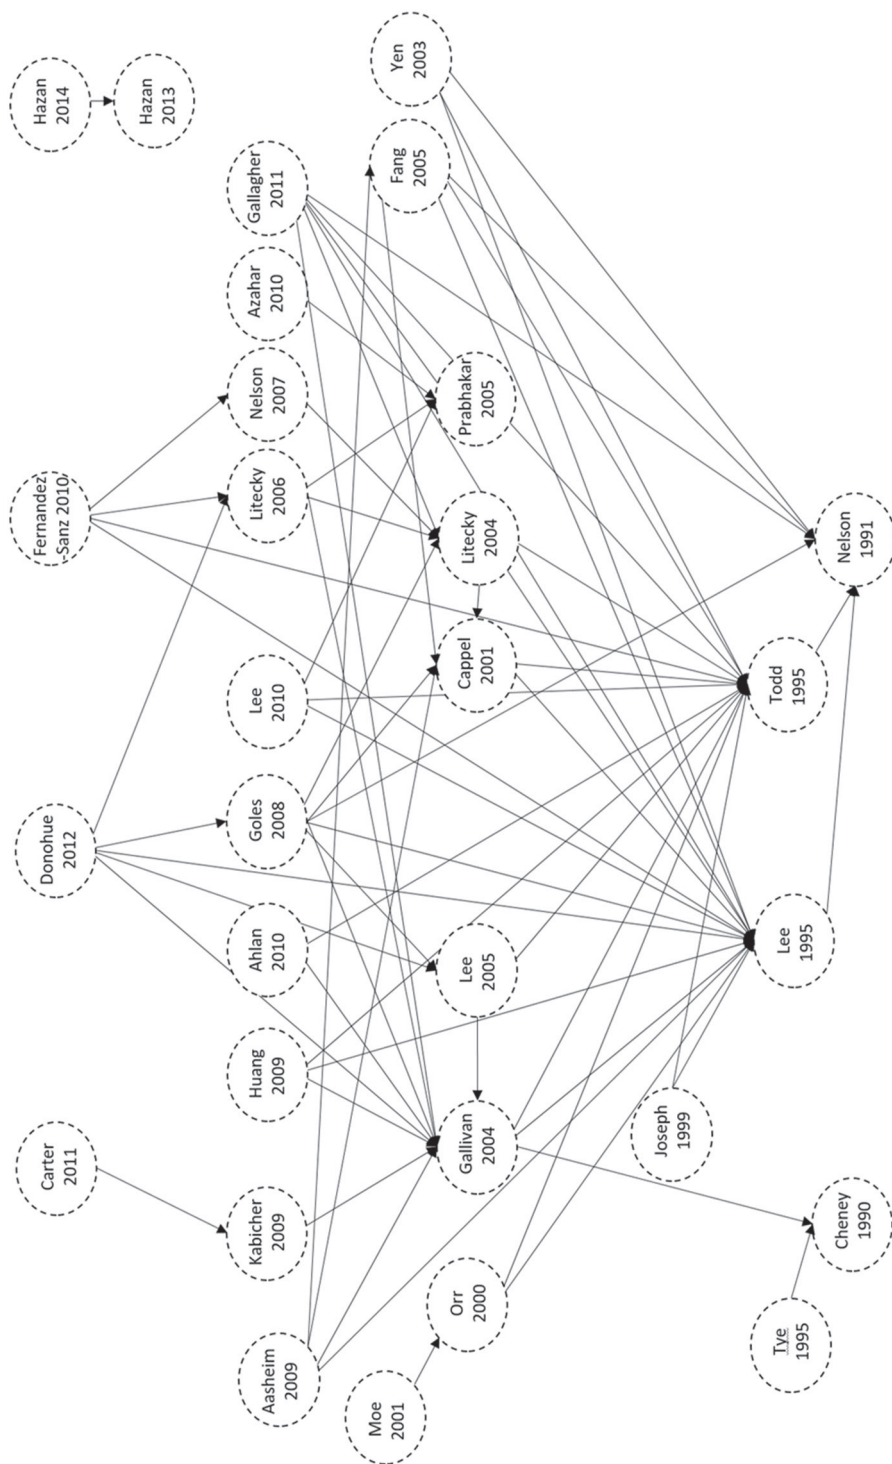 Hazan
2014
Hazan
2013
Yen
2003
Fang
2005
Gallagher
2011
Azahar
2010
Nelson
2007
Litecky
2006
Fernandez
-Sanz 2010
Prabhakar
2005
Litecky
2004
Cappel
2001
Lee
2010
Goles
2008
Donohue
2012
Ahlan
2010
Huang
2009
Lee
2005
Gallivan
2004
Carter
2011
Kabicher
2009
Aasheim
2009
Moe
2001
Orr
2000
Joseph
1999
Nelson
1991
Todd
1995
Lee
1995
Cheney
1990
Tye
1995